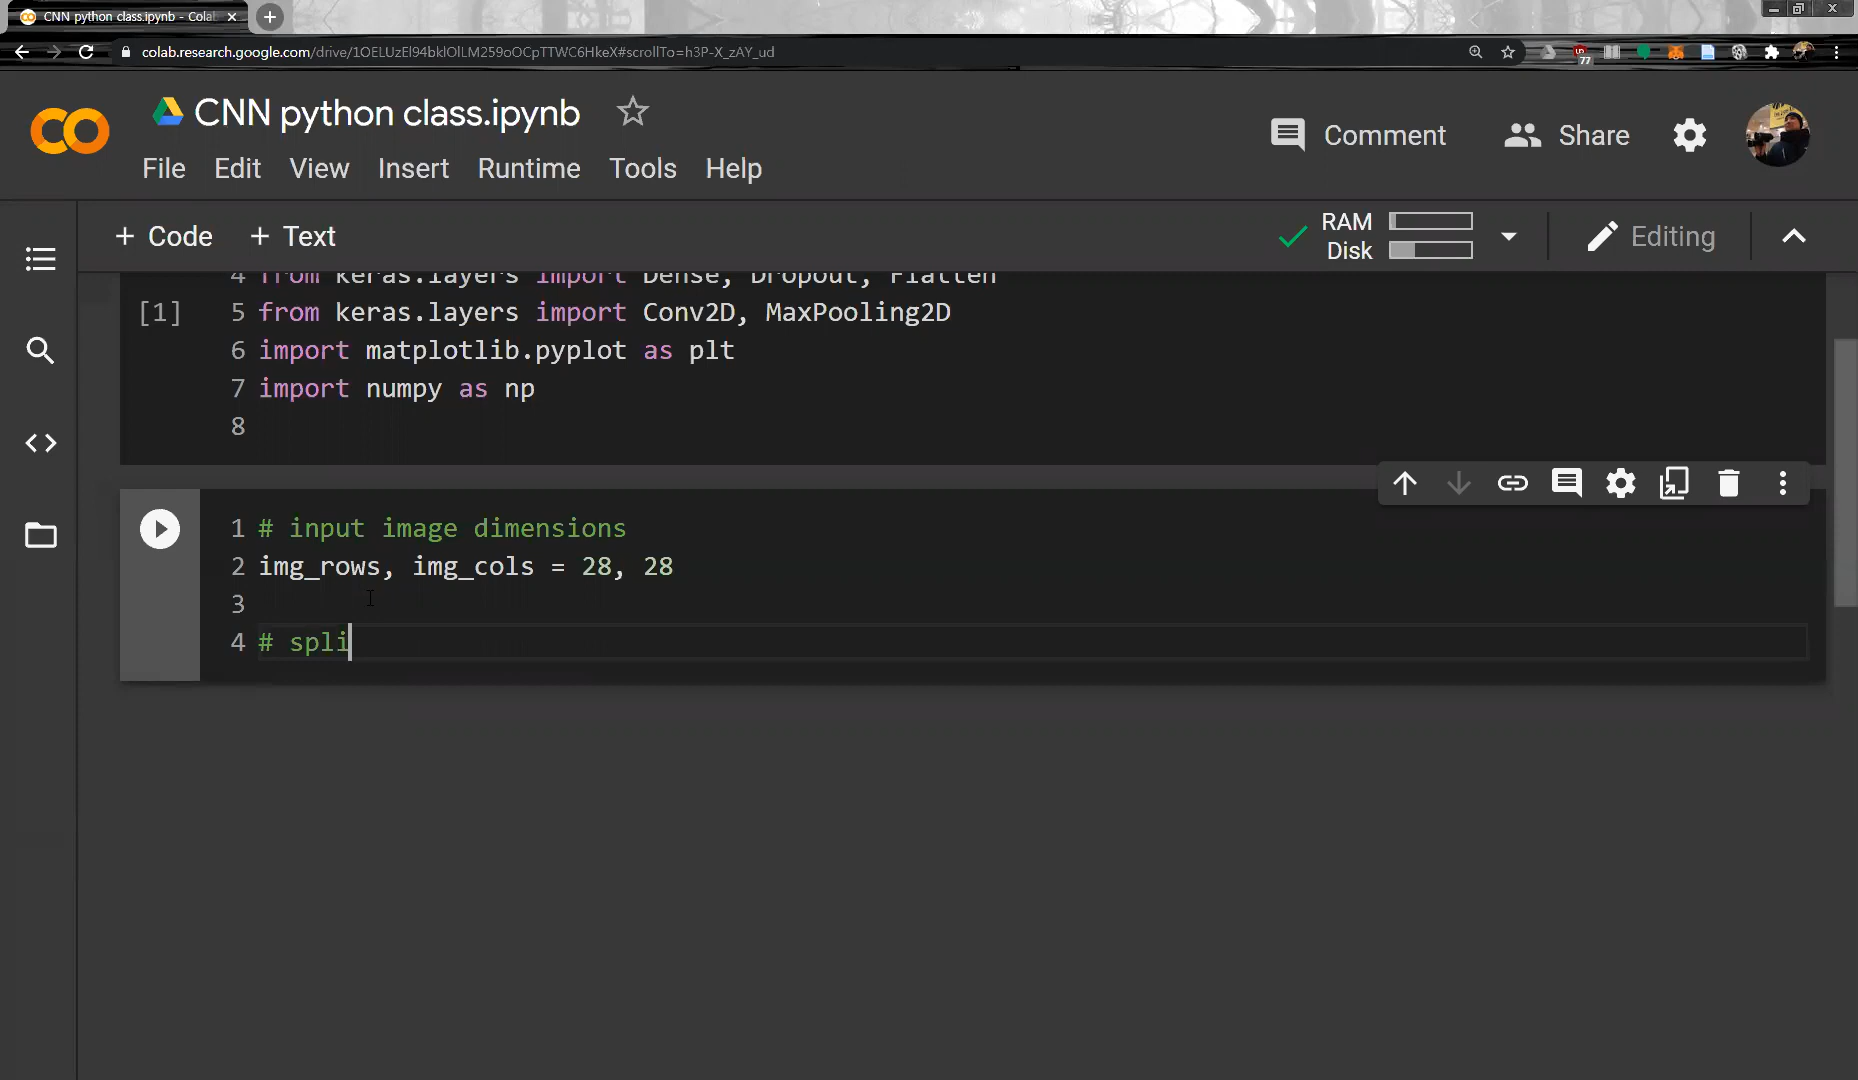 CNN python class.ipynb - Cola
colab.research.google.com/drive/1OELUzEl94bklOlLM259oOCpTTWC6HkeX#scrollTo=h3P-X_zAY_ud
77
CNN python class.ipynb
Comment
Share
File Edit View Insert Runtime Tools Help
+ Code + Text
RAM
Disk
Editing
4 from keras.layers import Dense, Dropout, Flatten
[1] 5 from keras.layers import Conv2D, MaxPooling2D
6 import matplotlib.pyplot as plt
7 import numpy as np
8
1 # input image dimensions
2 img_rows, img_cols = 28, 28
3
4 # spli